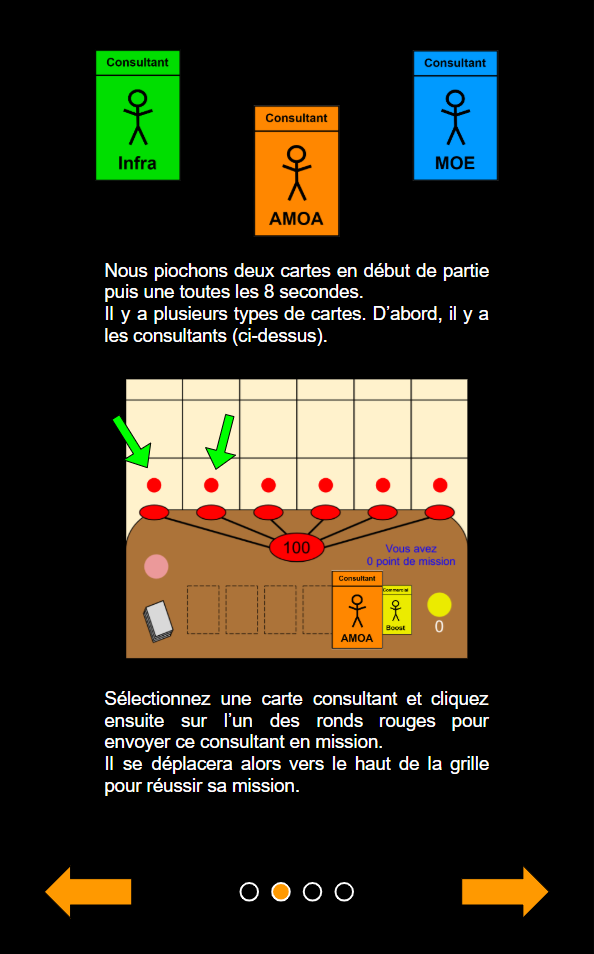 Consultant
Infra
Consultant
AMOA
Consultant
MOE
Nous piochons deux cartes en début de partie
puis une toutes les 8 secondes.
Il y a plusieurs types de cartes. D'abord, il y a
les consultants (ci-dessus).
100
Vous avez
0 point de mission
Consultant
AMOA
Commercial
Boost
0
Sélectionnez une carte consultant et cliquez
ensuite sur l'un des ronds rouges pour
envoyer ce consultant en mission.
Il se déplacera alors vers le haut de la grille
pour réussir sa mission.